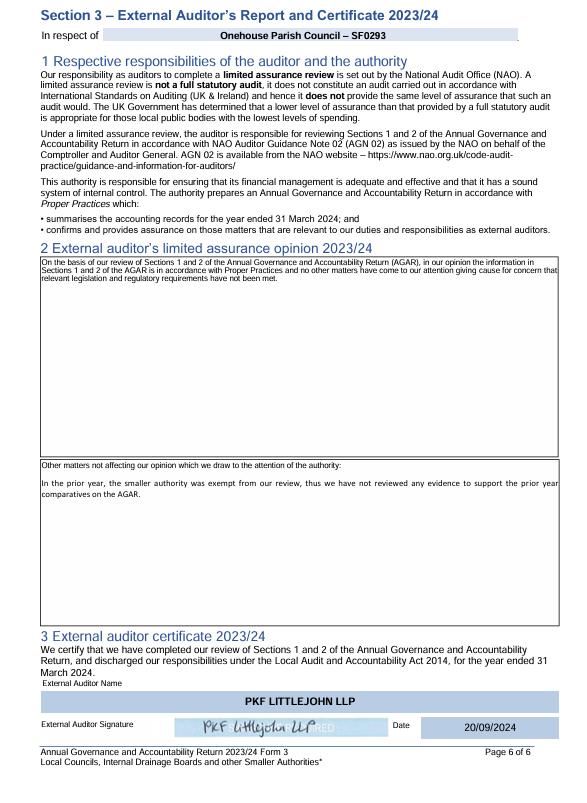 Section 3 – External Auditor's Report and Certificate 2023/24
In respect of Onehouse Parish Council – SF0293
1 Respective responsibilities of the auditor and the authority
Our responsibility as auditors to complete a limited assurance review is set out by the National Audit Office (NAO). A
limited assurance review is not a full statutory audit, it does not constitute an audit carried out in accordance with
International Standards on Auditing (UK & Ireland) and hence it does not provide the same level of assurance that such an
audit would. The UK Government has determined that a lower level of assurance than that provided by a full statutory audit
is appropriate for those local public bodies with the lowest levels of spending.
Under a limited assurance review, the auditor is responsible for reviewing Sections 1 and 2 of the Annual Governance and
Accountability Return in accordance with NAO Auditor Guidance Note 02 (AGN 02) as issued by the NAO on behalf of the
Comptroller and Auditor General. AGN 02 is available from the NAO website – https://www.nao.org.uk/code-audit-
practice/guidance-and-information-for-auditors/
This authority is responsible for ensuring that its financial management is adequate and effective and that it has a sound
system of internal control. The authority prepares an Annual Governance and Accountability Return in accordance with
Proper Practices which:
• summarises the accounting records for the year ended 31 March 2024; and
• confirms and provides assurance on those matters that are relevant to our duties and responsibilities as external auditors.
2 External auditor's limited assurance opinion 2023/24
On the basis of our review of Sections 1 and 2 of the Annual Governance and Accountability Return (AGAR), in our opinion the information in
Sections 1 and 2 of the AGAR is in accordance with Proper Practices and no other matters have come to our attention giving cause for concern that
relevant legislation and regulatory requirements have not been met.
Other matters not affecting our opinion which we draw to the attention of the authority:
In the prior year, the smaller authority was exempt from our review, thus we have not reviewed any evidence to support the prior year
comparatives on the AGAR.
3 External auditor certificate 2023/24
We certify that we have completed our review of Sections 1 and 2 of the Annual Governance and Accountability
Return, and discharged our responsibilities under the Local Audit and Accountability Act 2014, for the year ended 31
March 2024.
External Auditor Name
PKF LITTLEJOHN LLP
External Auditor Signature PKF Littlejohn LLP Date 20/09/2024
Annual Governance and Accountability Return 2023/24 Form 3 Page 6 of 6
Local Councils, Internal Drainage Boards and other Smaller Authorities*